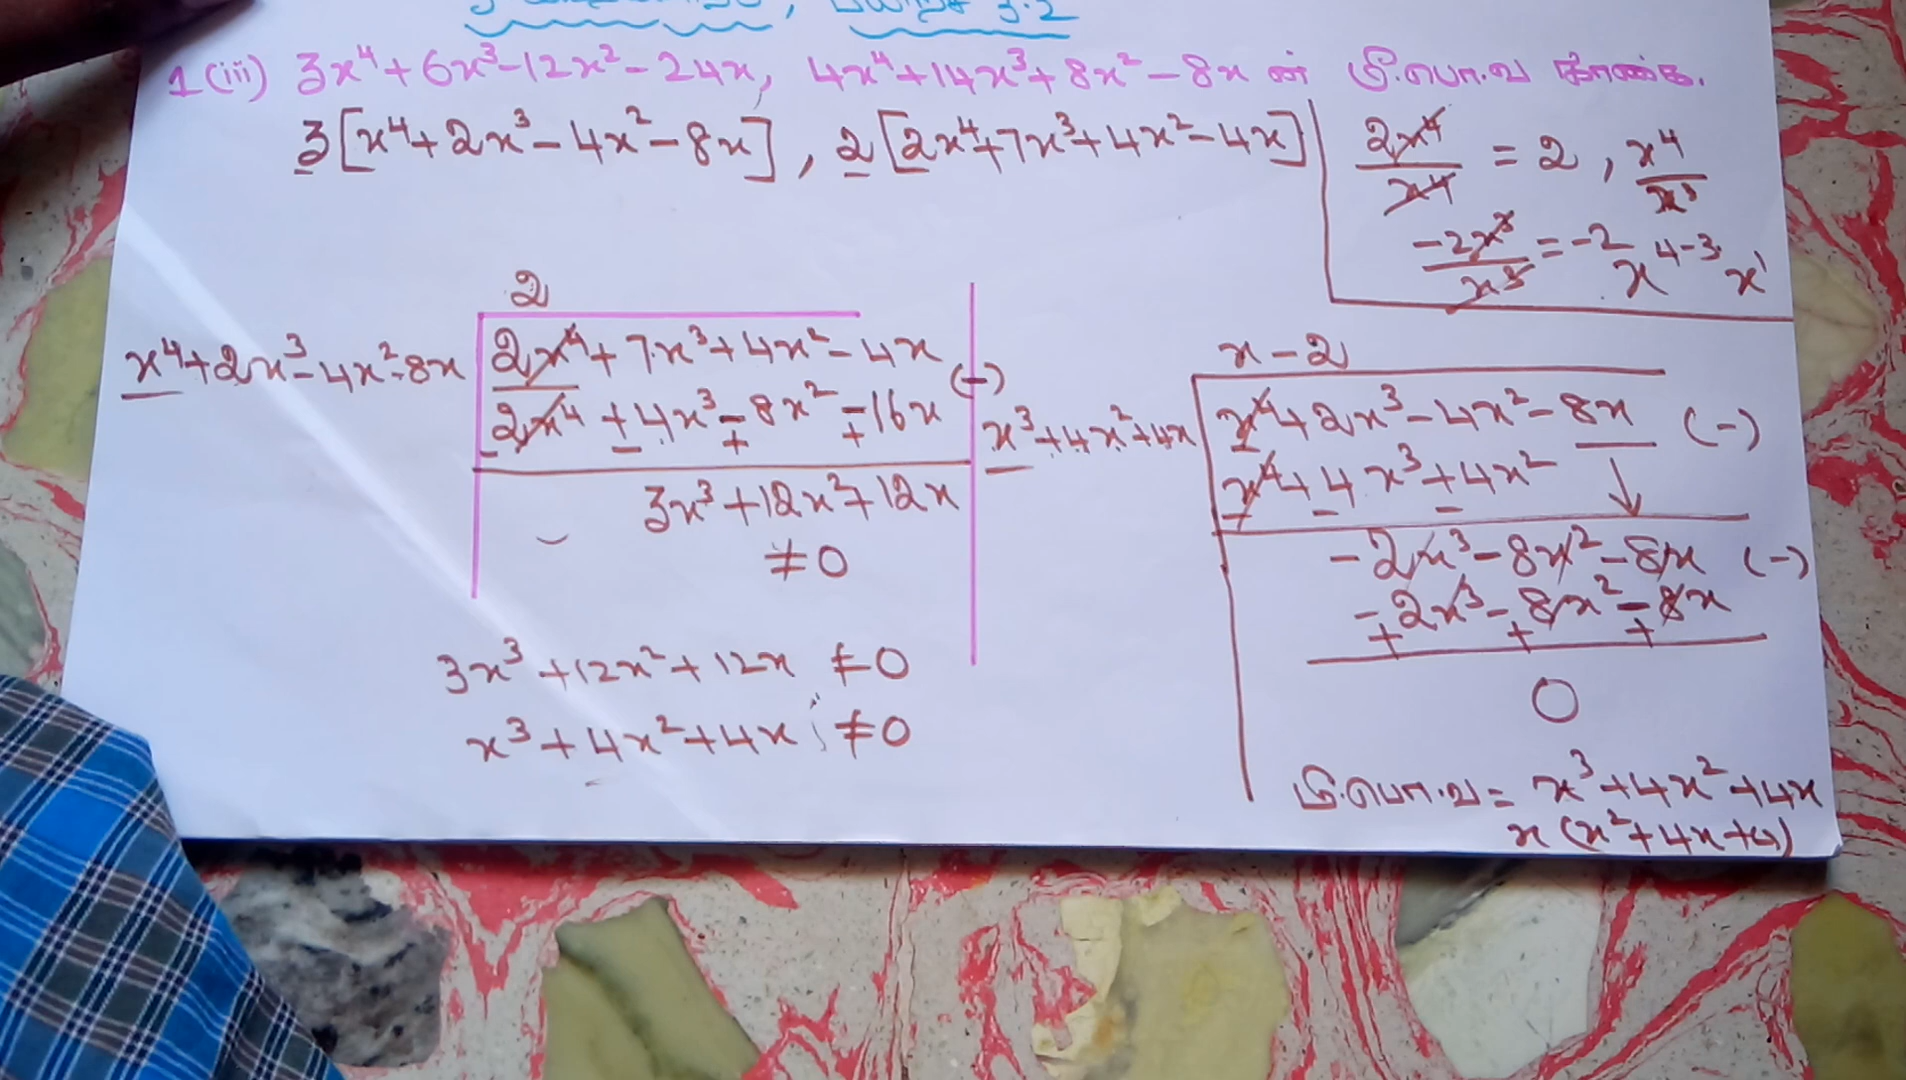 3.2
1 (iii) 3x⁴+6x³-12x²-24x, 4x⁴+14x³+8x²-8x ன் மீ.பொ.வ காண்க.
3[x⁴+2x³-4x²-8x], 2[2x⁴+7x³+4x²-4x]
2x⁴/x⁴ = 2, x⁴/x³
-2x³/x³ = -2 x⁴⁻³ x¹
2
x⁴+2x³-4x²-8x 2x⁴+7x³+4x²-4x
2x⁴+4x³-8x²-16x (-)
3x³+12x²+12x
≠0
3x³+12x²+12x ≠0
x³+4x²+4x ≠0
x-2
x³+4x²+4x x⁴+2x³-4x²-8x (-)
x⁴+4x³+4x² ↓
-2x³-8x²-8x (-)
-2x³-8x²-8x
0
மீ.பொ.வ = x³+4x²+4x
x(x²+4x+4)